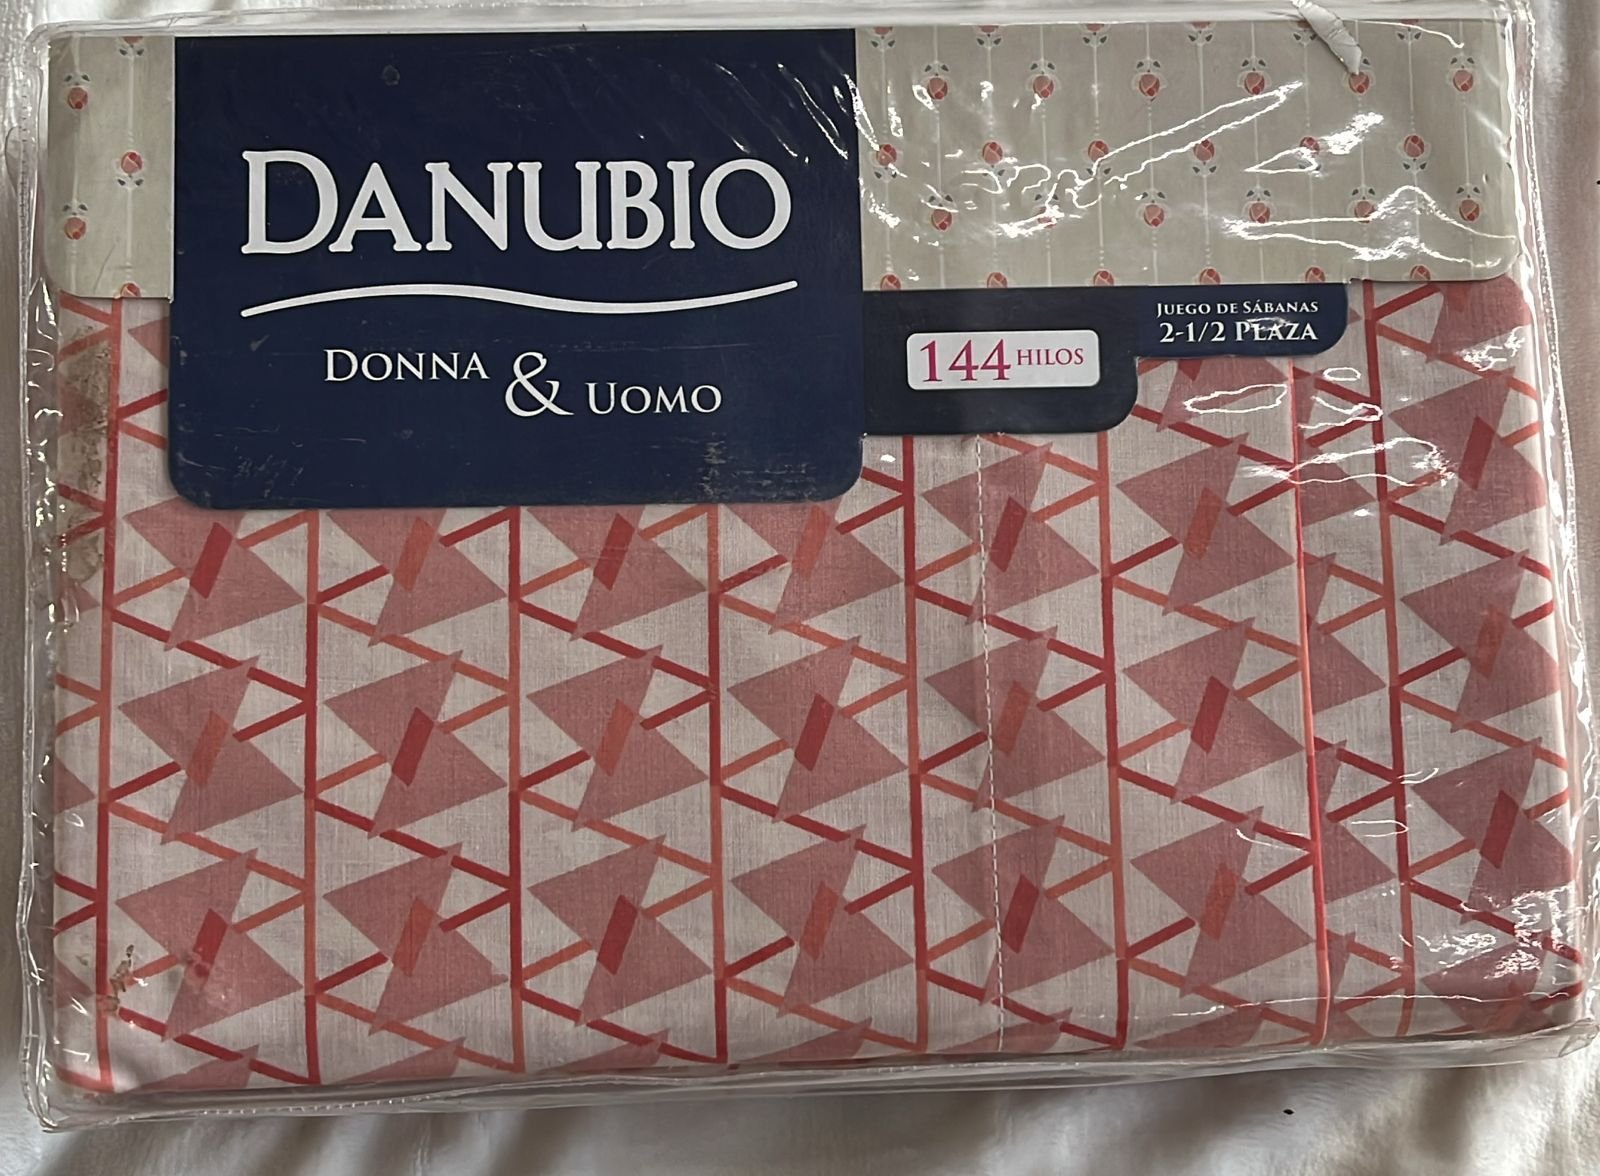 DANUBIO
DONNA & UOMO
144 HILOS
JUEGO DE SÁBANAS
2-1/2 PLAZA